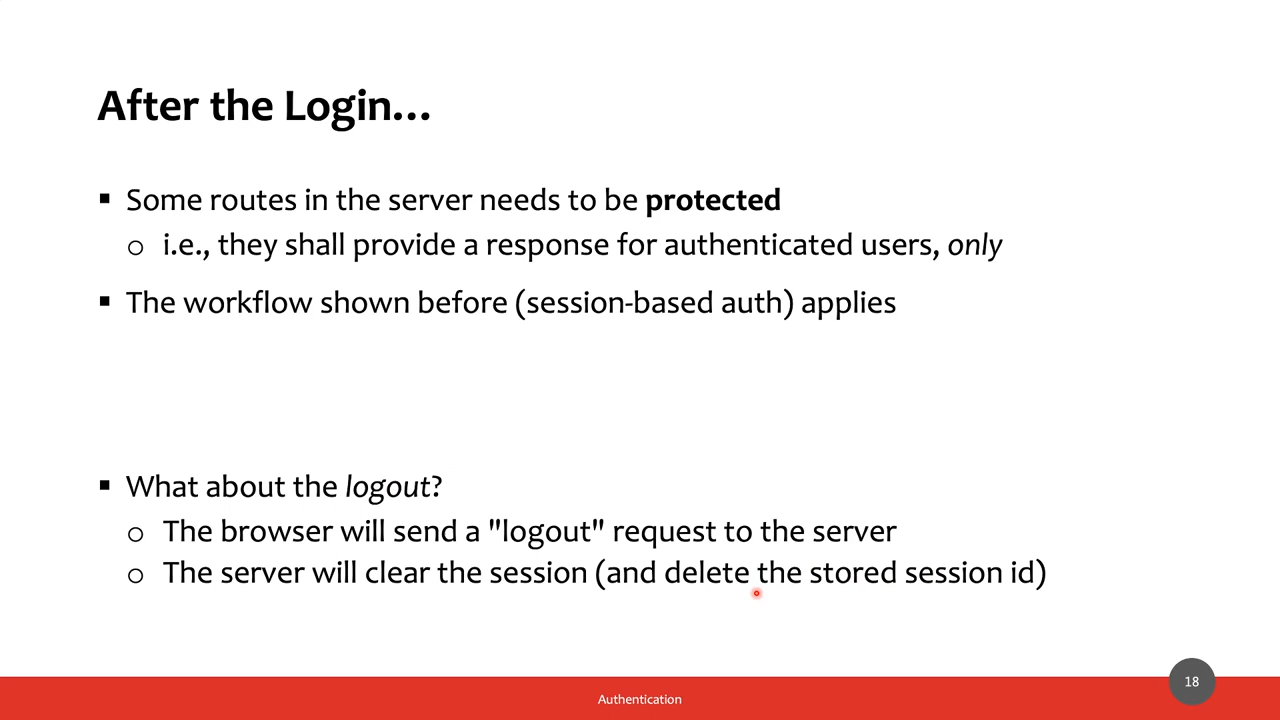 After the Login...
▪ Some routes in the server needs to be protected
o i.e., they shall provide a response for authenticated users, only
▪ The workflow shown before (session-based auth) applies
▪ What about the logout?
o The browser will send a "logout" request to the server
o The server will clear the session (and delete the stored session id)
18
Authentication